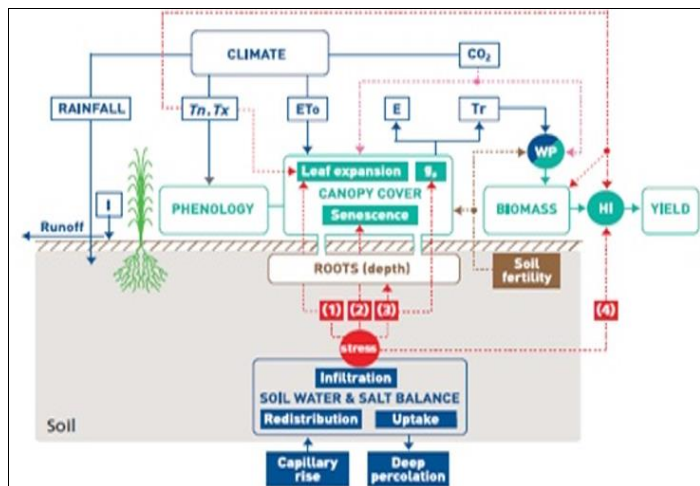 CLIMATE
CO₂
RAINFALL
Tn, Tx
ETo
E
Tr
WP
Leaf expansion
gₛ
CANOPY COVER
Senescence
I
PHENOLOGY
BIOMASS
HI
YIELD
Runoff
ROOTS (depth)
Soil
fertility
(1)
(2)
(3)
(4)
stress
Infiltration
SOIL WATER & SALT BALANCE
Redistribution
Uptake
Soil
Capillary
rise
Deep
percolation